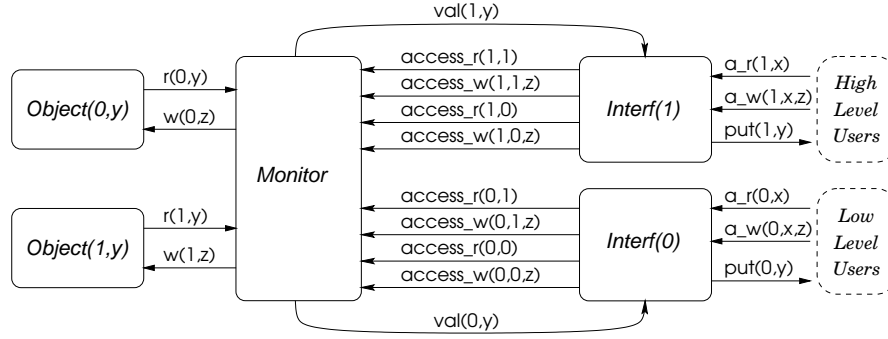 val(1,y)
Object(0,y)
r(0,y)
w(0,z)
Object(1,y)
r(1,y)
w(1,z)
Monitor
access_r(1,1)
access_w(1,1,z)
access_r(1,0)
access_w(1,0,z)
access_r(0,1)
access_w(0,1,z)
access_r(0,0)
access_w(0,0,z)
Interf(1)
a_r(1,x)
a_w(1,x,z)
put(1,y)
High
Level
Users
Interf(0)
a_r(0,x)
a_w(0,x,z)
put(0,y)
Low
Level
Users
val(0,y)